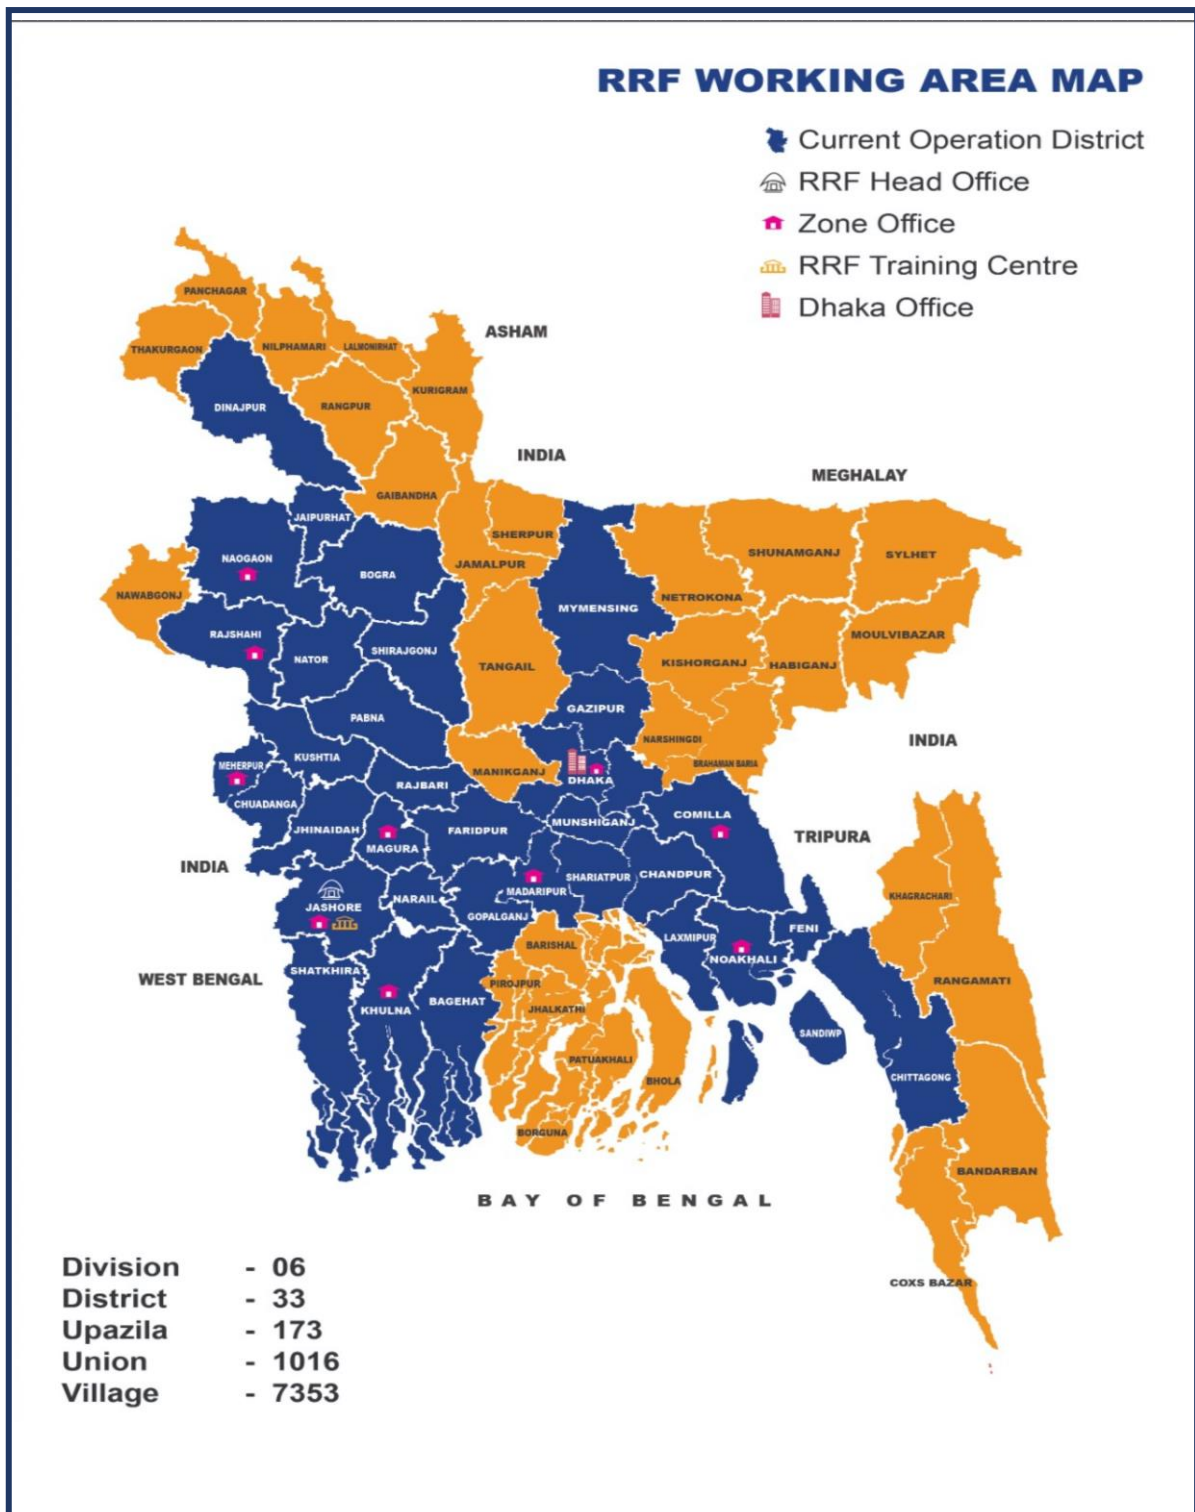 RRF WORKING AREA MAP
Current Operation District
RRF Head Office
Zone Office
RRF Training Centre
Dhaka Office
PANCHAGAR
THAKURGAON
NILPHAMARI
LALMONIRHAT
ASHAM
KURIGRAM
DINAJPUR
RANGPUR
INDIA
MEGHALAY
GAIBANDHA
JAIPURHAT
SHERPUR
NAOGAON
BOGRA
JAMALPUR
SHUNAMGANJ
SYLHET
NAWABGONJ
NETROKONA
MYMENSING
RAJSHAHI
NATOR
SHIRAJGONJ
TANGAIL
KISHORGANJ
HABIGANJ
MOULVIBAZAR
PABNA
GAZIPUR
NARSHINGDI
INDIA
KUSHTIA
MEHERPUR
MANIKGANJ
BRAHAMAN BARIA
RAJBARI
DHAKA
CHUADANGA
JHINAIDAH
MAGURA
FARIDPUR
MUNSHIGANJ
COMILLA
TRIPURA
INDIA
JASHORE
NARAIL
GOPALGANJ
MADARIPUR
SHARIATPUR
CHANDPUR
KHAGRACHARI
BARISHAL
LAXMIPUR
NOAKHALI
FENI
WEST BENGAL
SHATKHIRA
KHULNA
BAGEHAT
PIROJPUR
JHALKATHI
RANGAMATI
SANDIWP
PATUAKHALI
BHOLA
CHITTAGONG
BORGUNA
BANDARBAN
BAY OF BENGAL
COXS BAZAR
Division - 06
District - 33
Upazila - 173
Union - 1016
Village - 7353